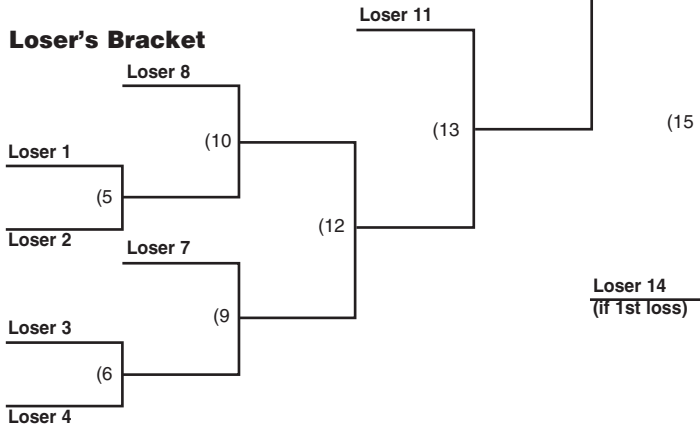 Loser 11
Loser's Bracket
Loser 8
(10
(13
(15
Loser 1
(5
Loser 2
(12
Loser 7
Loser 14
(if 1st loss)
(9
Loser 3
(6
Loser 4